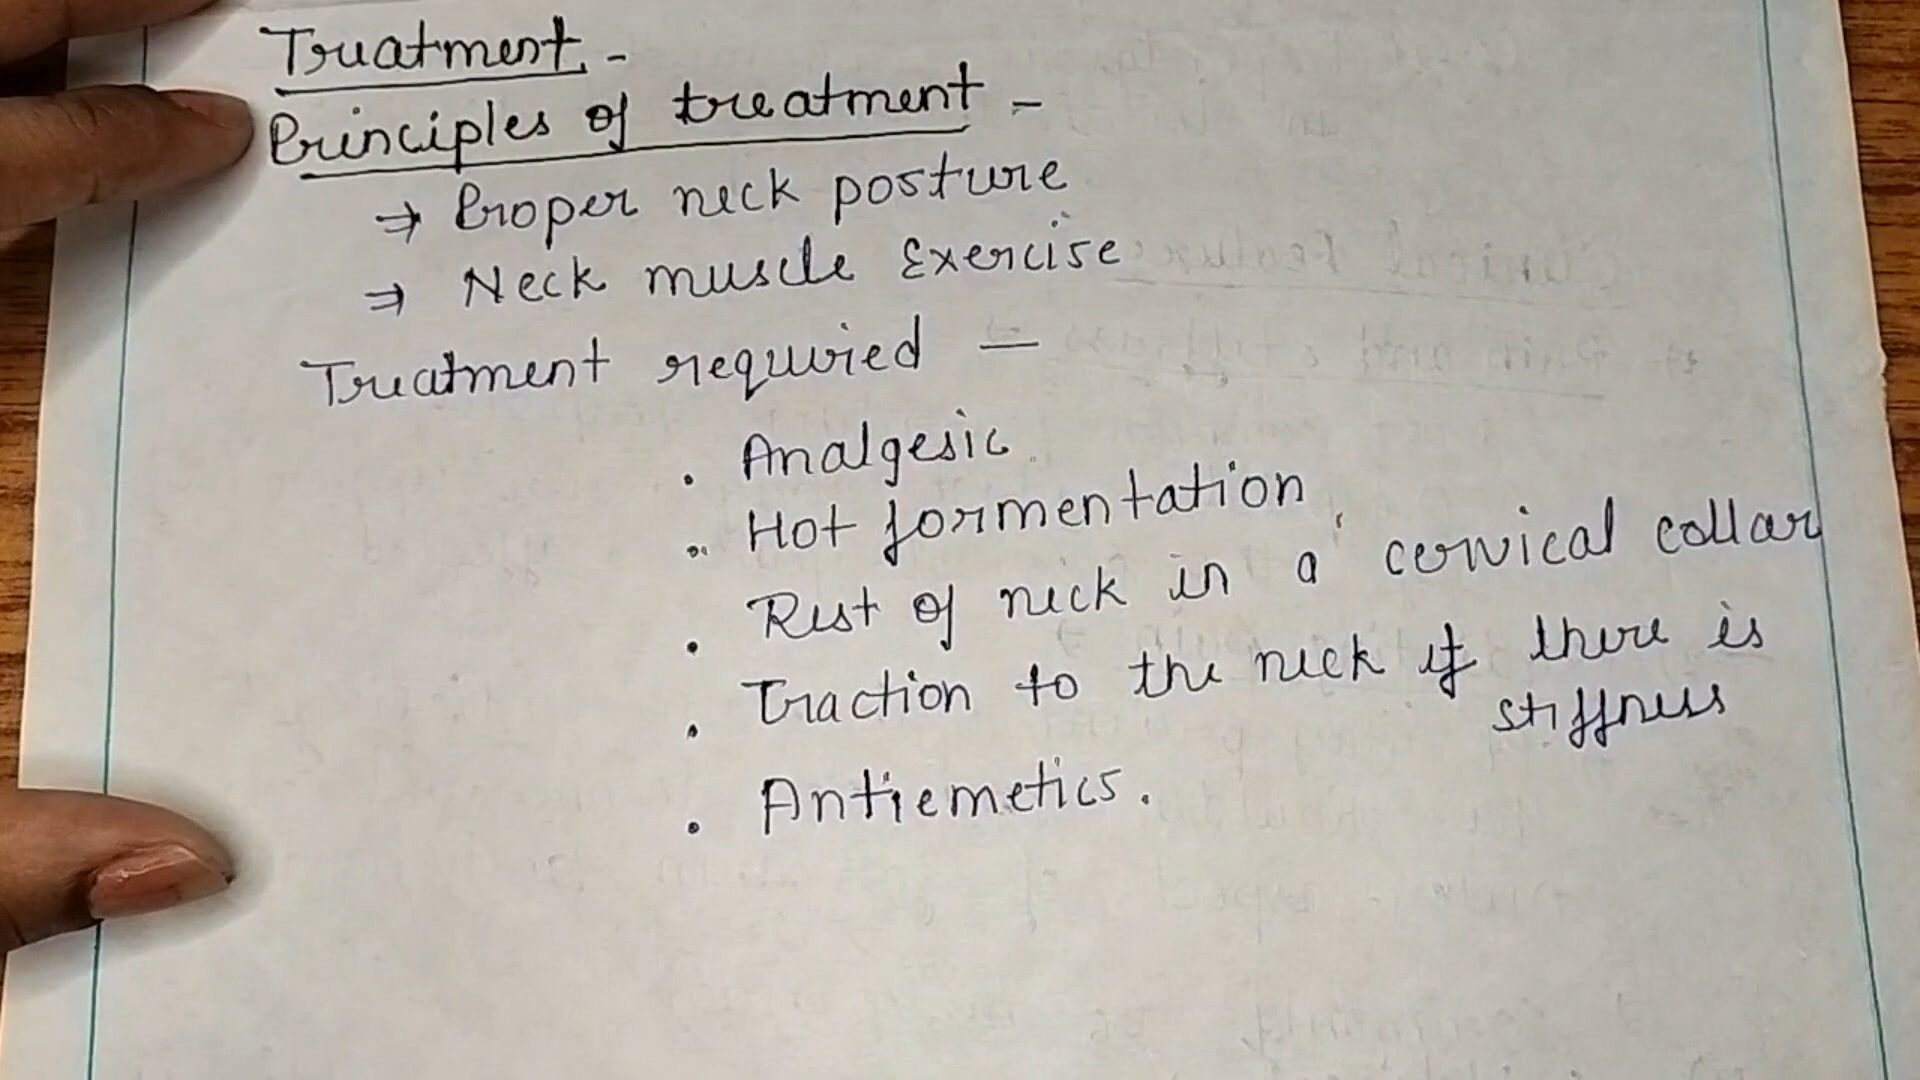 Treatment -
Principles of treatment -
⇒ Proper neck posture
⇒ Neck muscle Exercise
Treatment required —
. Analgesic
. Hot formentation
. Rest of neck in a cervical collar
. Traction to the neck if there is
stiffness
. Antiemetics.